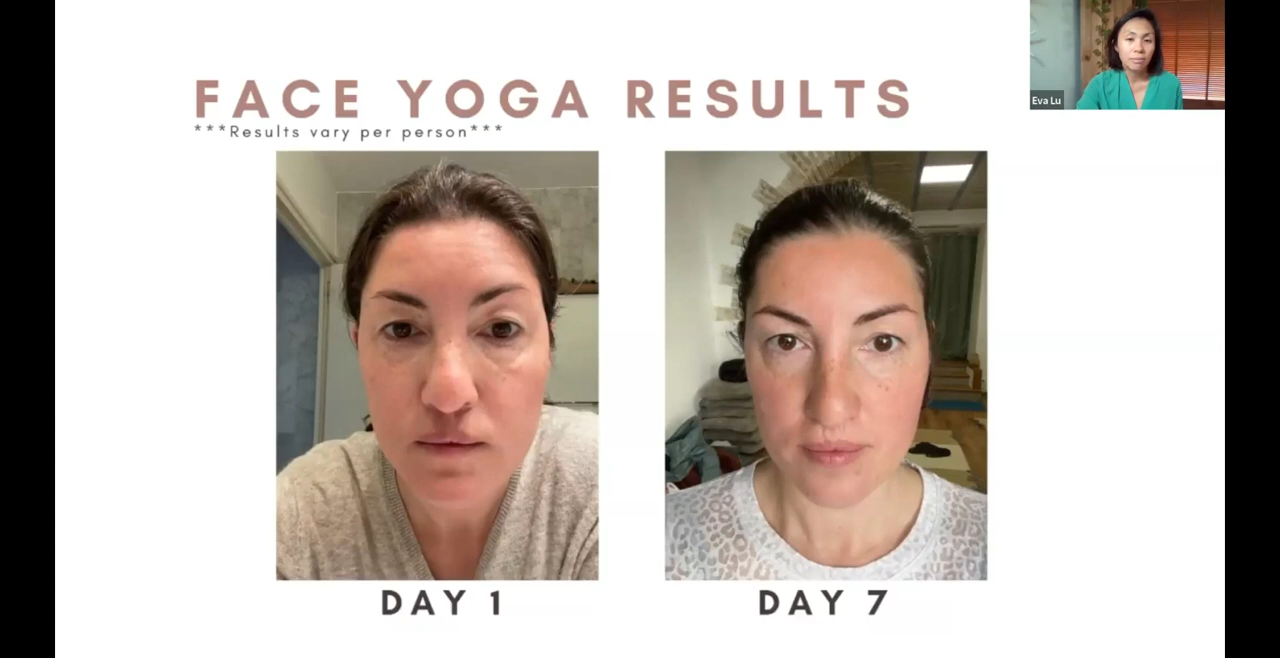 FACE YOGA RESULTS
***Results vary per person***
DAY 1
DAY 7
Eva Lu